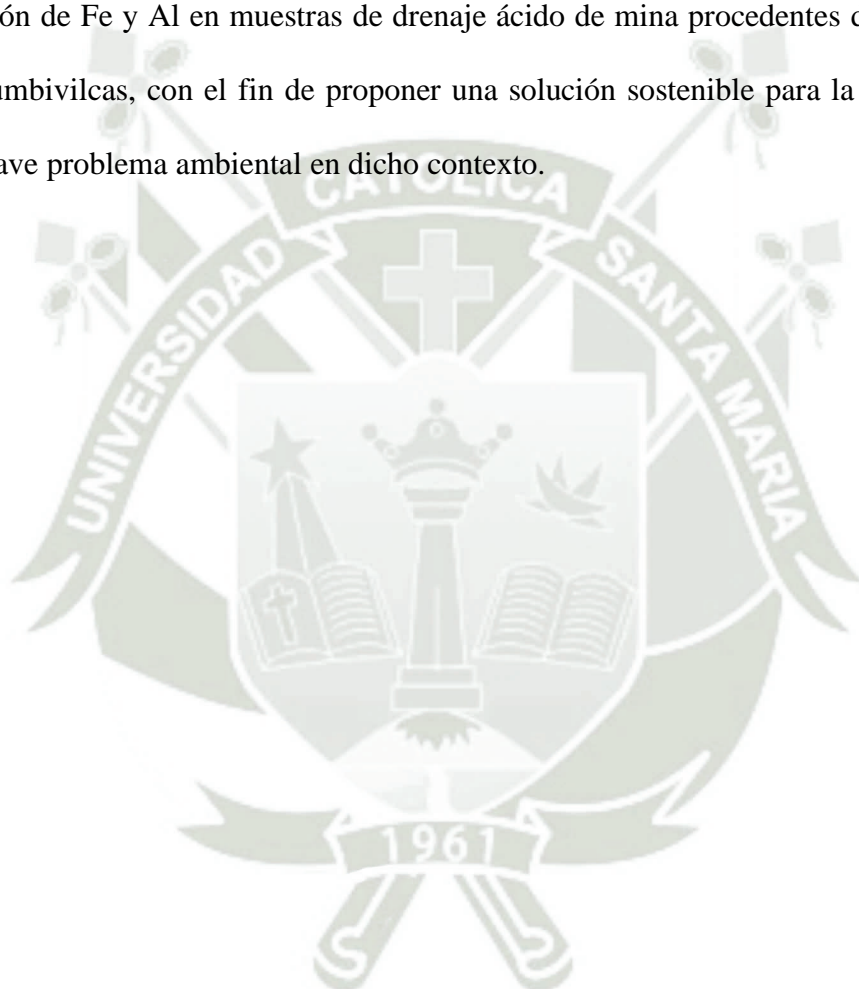 ón de Fe y Al en muestras de drenaje ácido de mina procedentes
umbivilcas, con el fin de proponer una solución sostenible para la
ave problema ambiental en dicho contexto.
UNIVERSIDAD CATOLICA SANTA MARIA
1961